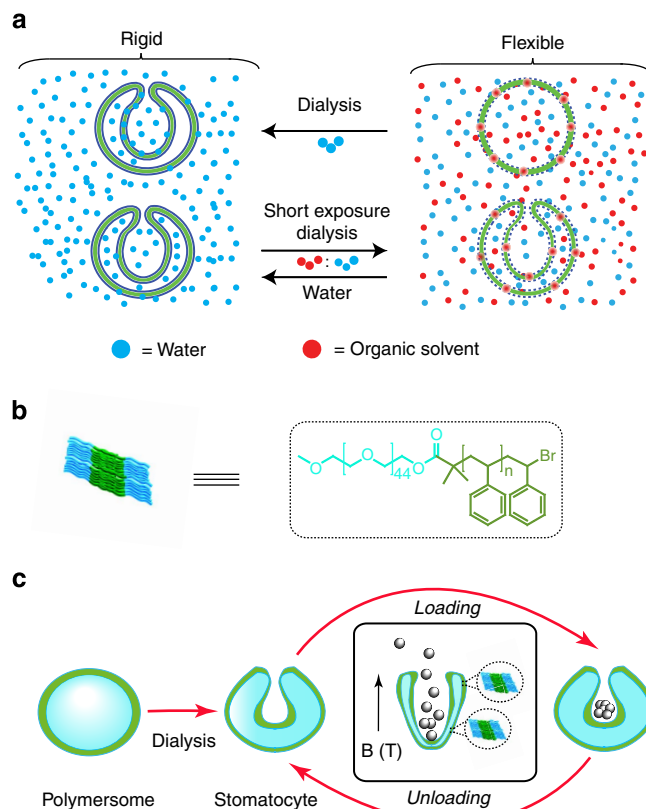 a
Rigid
Flexible
Dialysis
Short exposure
dialysis
:
Water
= Water
= Organic solvent
b
O
O
O
44
O
n
Br
c
Loading
B (T)
Dialysis
Unloading
Polymersome
Stomatocyte